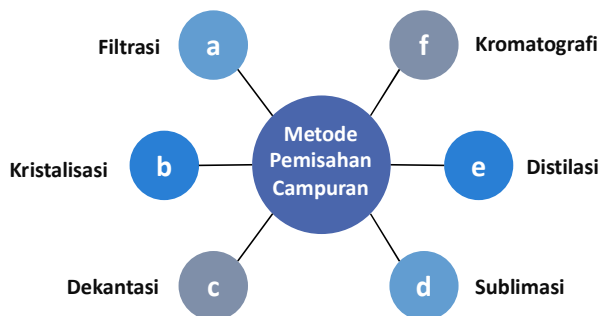 Filtrasi
a
f
Kromatografi
Metode
Pemisahan
Campuran
Kristalisasi
b
e
Distilasi
Dekantasi
c
d
Sublimasi